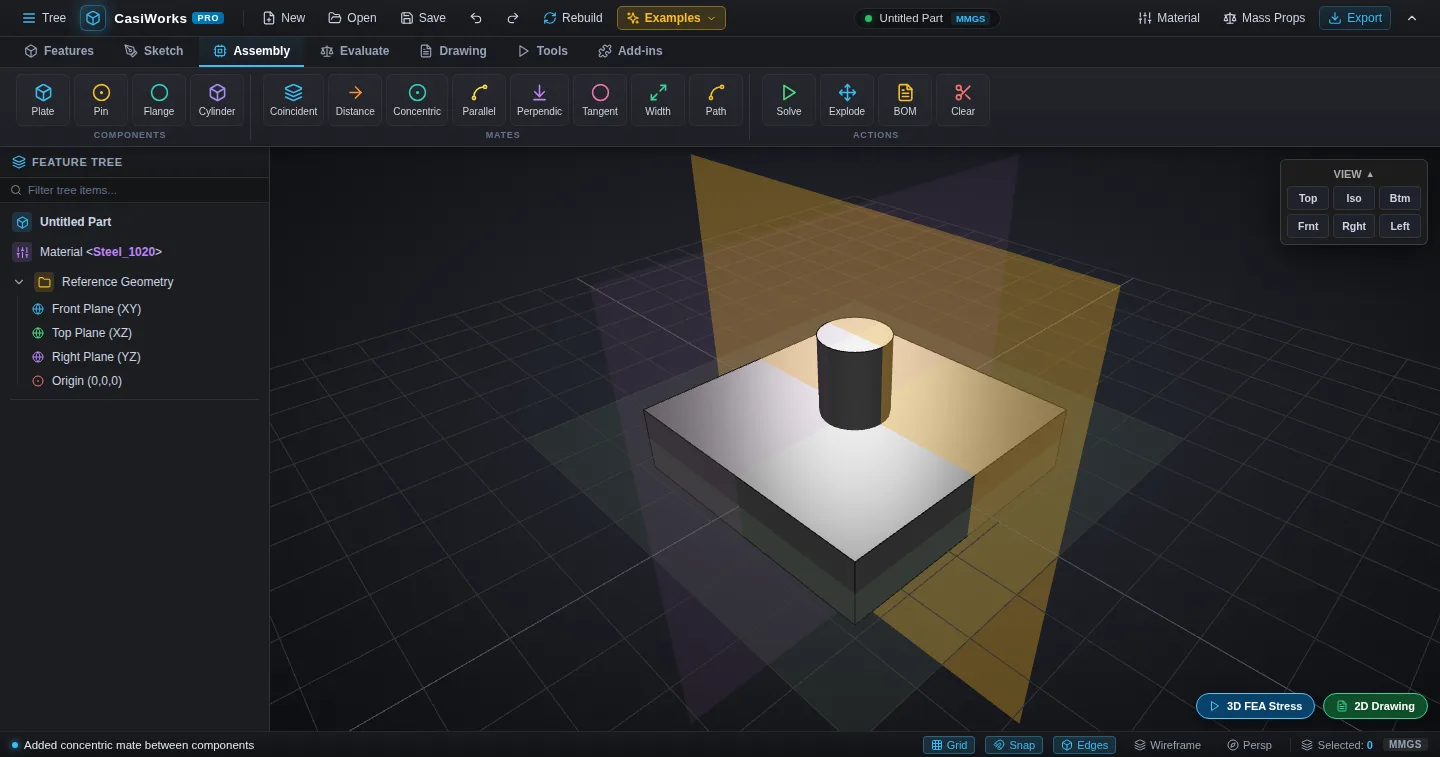 Tree CasiWorks PRO New Open Save Rebuild Examples Untitled Part MMGS Material Mass Props Export
Features Sketch Assembly Evaluate Drawing Tools Add-ins
Plate Pin Flange Cylinder Coincident Distance Concentric Parallel Perpendic Tangent Width Path Solve Explode BOM Clear
COMPONENTS MATES ACTIONS
FEATURE TREE
Filter tree items...
Untitled Part
Material <Steel_1020>
Reference Geometry
Front Plane (XY)
Top Plane (XZ)
Right Plane (YZ)
Origin (0,0,0)
VIEW ▲
Top Iso Btm
Frnt Rght Left
3D FEA Stress 2D Drawing
Added concentric mate between components Grid Snap Edges Wireframe Persp Selected: 0 MMGS